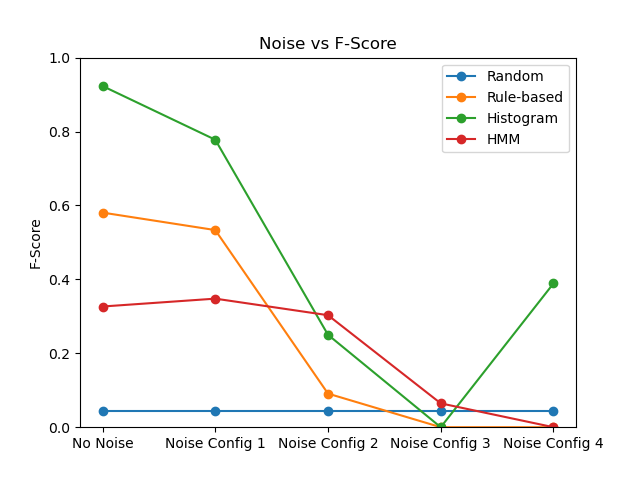 Noise vs F-Score
1.0
0.8
0.6
0.4
0.2
0.0
F-Score
Random
Rule-based
Histogram
HMM
No Noise
Noise Config 1
Noise Config 2
Noise Config 3
Noise Config 4